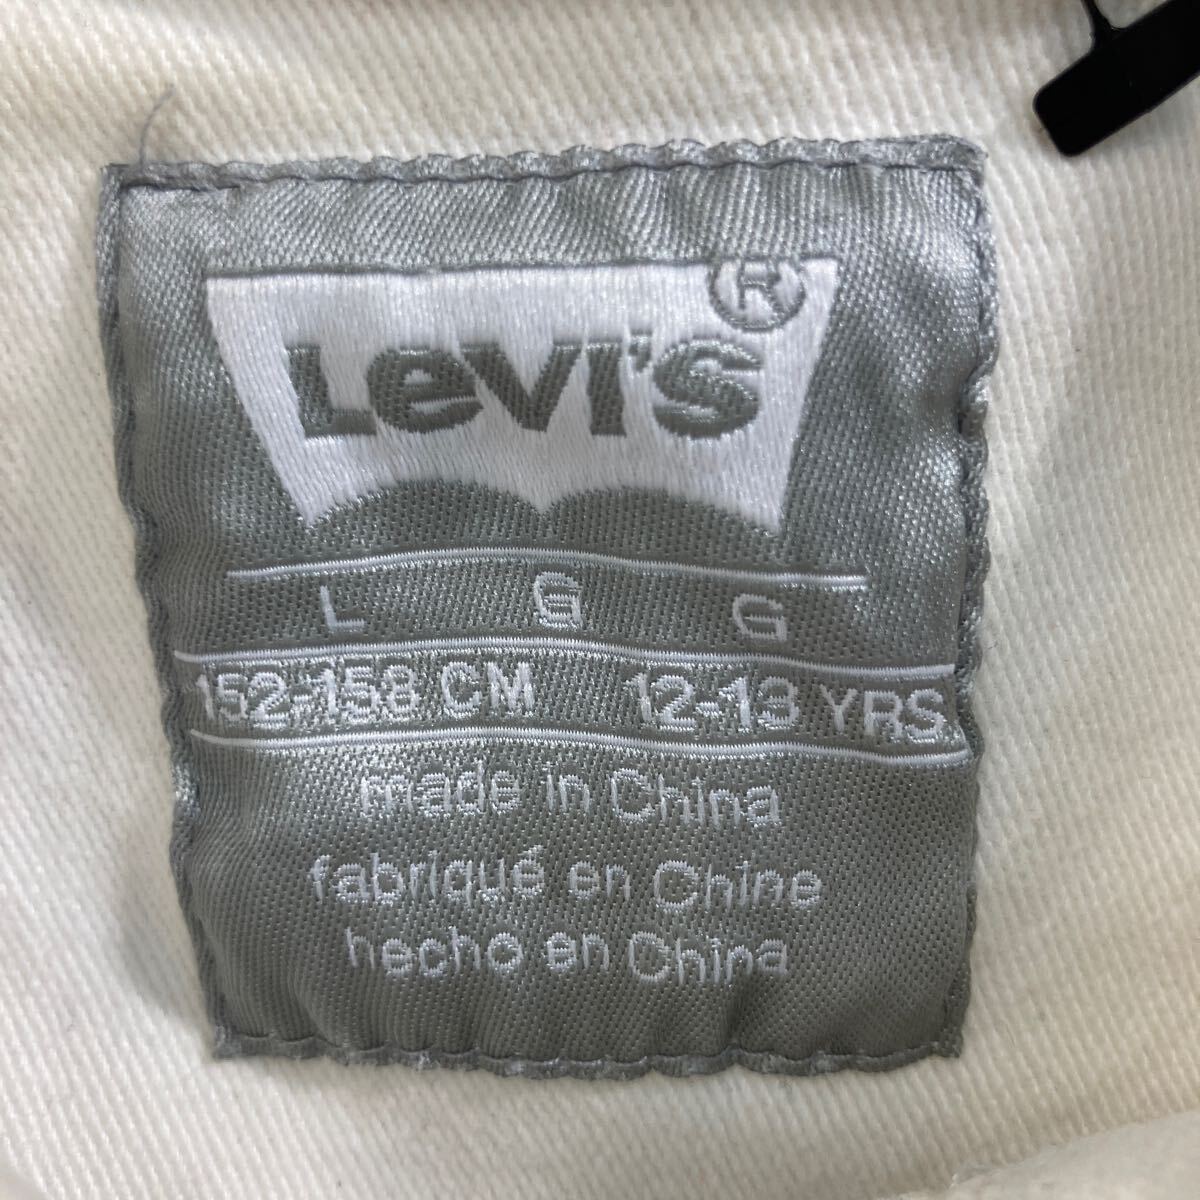 Levi's ®
L G G
152-158 CM 12-13 YRS
made in China
fabriqué en Chine
hecho en China